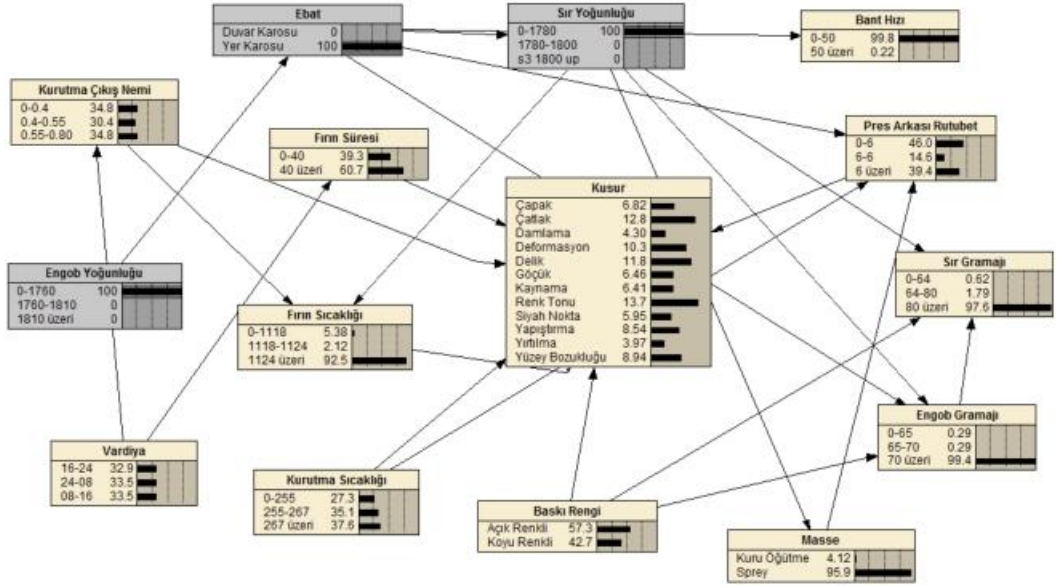 Ebat
Duvar Karosu 0
Yer Karosu 100
Sır Yoğunluğu
0-1780 100
1780-1800 0
s3 1800 up 0
Bant Hızı
0-50 99.8
50 üzeri 0.22
Kurutma Çıkış Nemi
0-0.4 34.8
0.4-0.55 30.4
0.55-0.80 34.8
Fırın Süresi
0-40 39.3
40 üzeri 60.7
Pres Arkası Rutubet
0-6 46.0
6-6 14.6
6 üzeri 39.4
Kusur
Çapak 6.82
Çatlak 12.8
Damlama 4.30
Deformasyon 10.3
Delik 11.8
Göçük 6.46
Kaynama 6.41
Renk Tonu 13.7
Siyah Nokta 5.95
Yapıştırma 8.54
Yırtılma 3.97
Yüzey Bozukluğu 8.94
Engob Yoğunluğu
0-1760 100
1760-1810 0
1810 üzeri 0
Sır Gramajı
0-64 0.62
64-80 1.79
80 üzeri 97.6
Fırın Sıcaklığı
0-1118 5.38
1118-1124 2.12
1124 üzeri 92.5
Engob Gramajı
0-65 0.29
65-70 0.29
70 üzeri 99.4
Vardiya
16-24 32.9
24-08 33.5
08-16 33.5
Kurutma Sıcaklığı
0-255 27.3
255-267 35.1
267 üzeri 37.6
Baskı Rengi
Açık Renkli 57.3
Koyu Renkli 42.7
Masse
Kuru Öğütme 4.12
Sprey 95.9